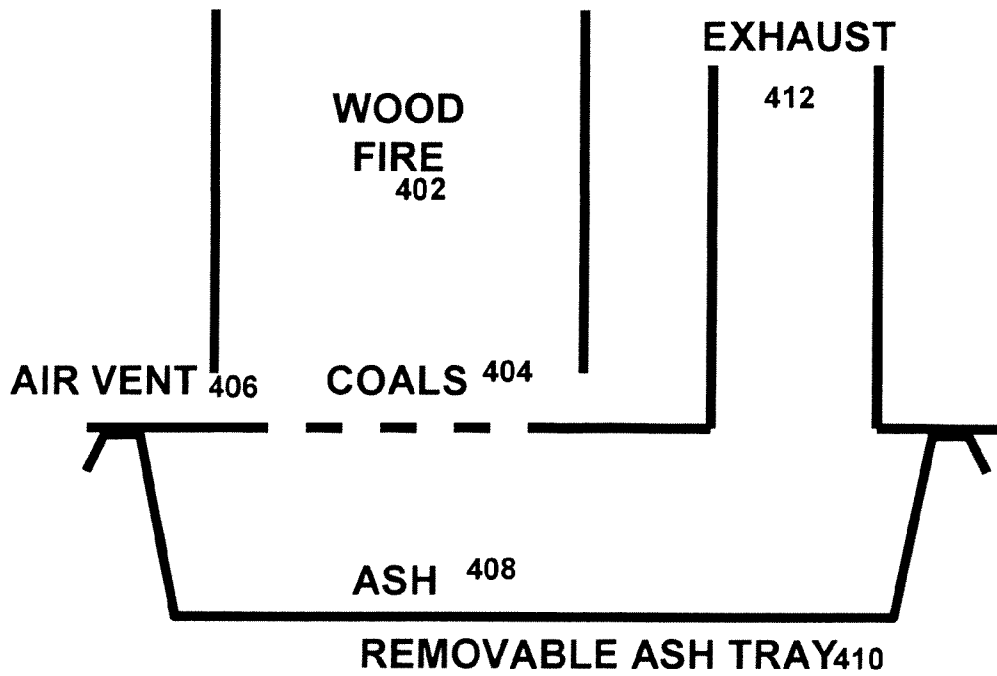 EXHAUST
412
WOOD
FIRE
402
AIR VENT 406
COALS 404
ASH 408
REMOVABLE ASH TRAY410